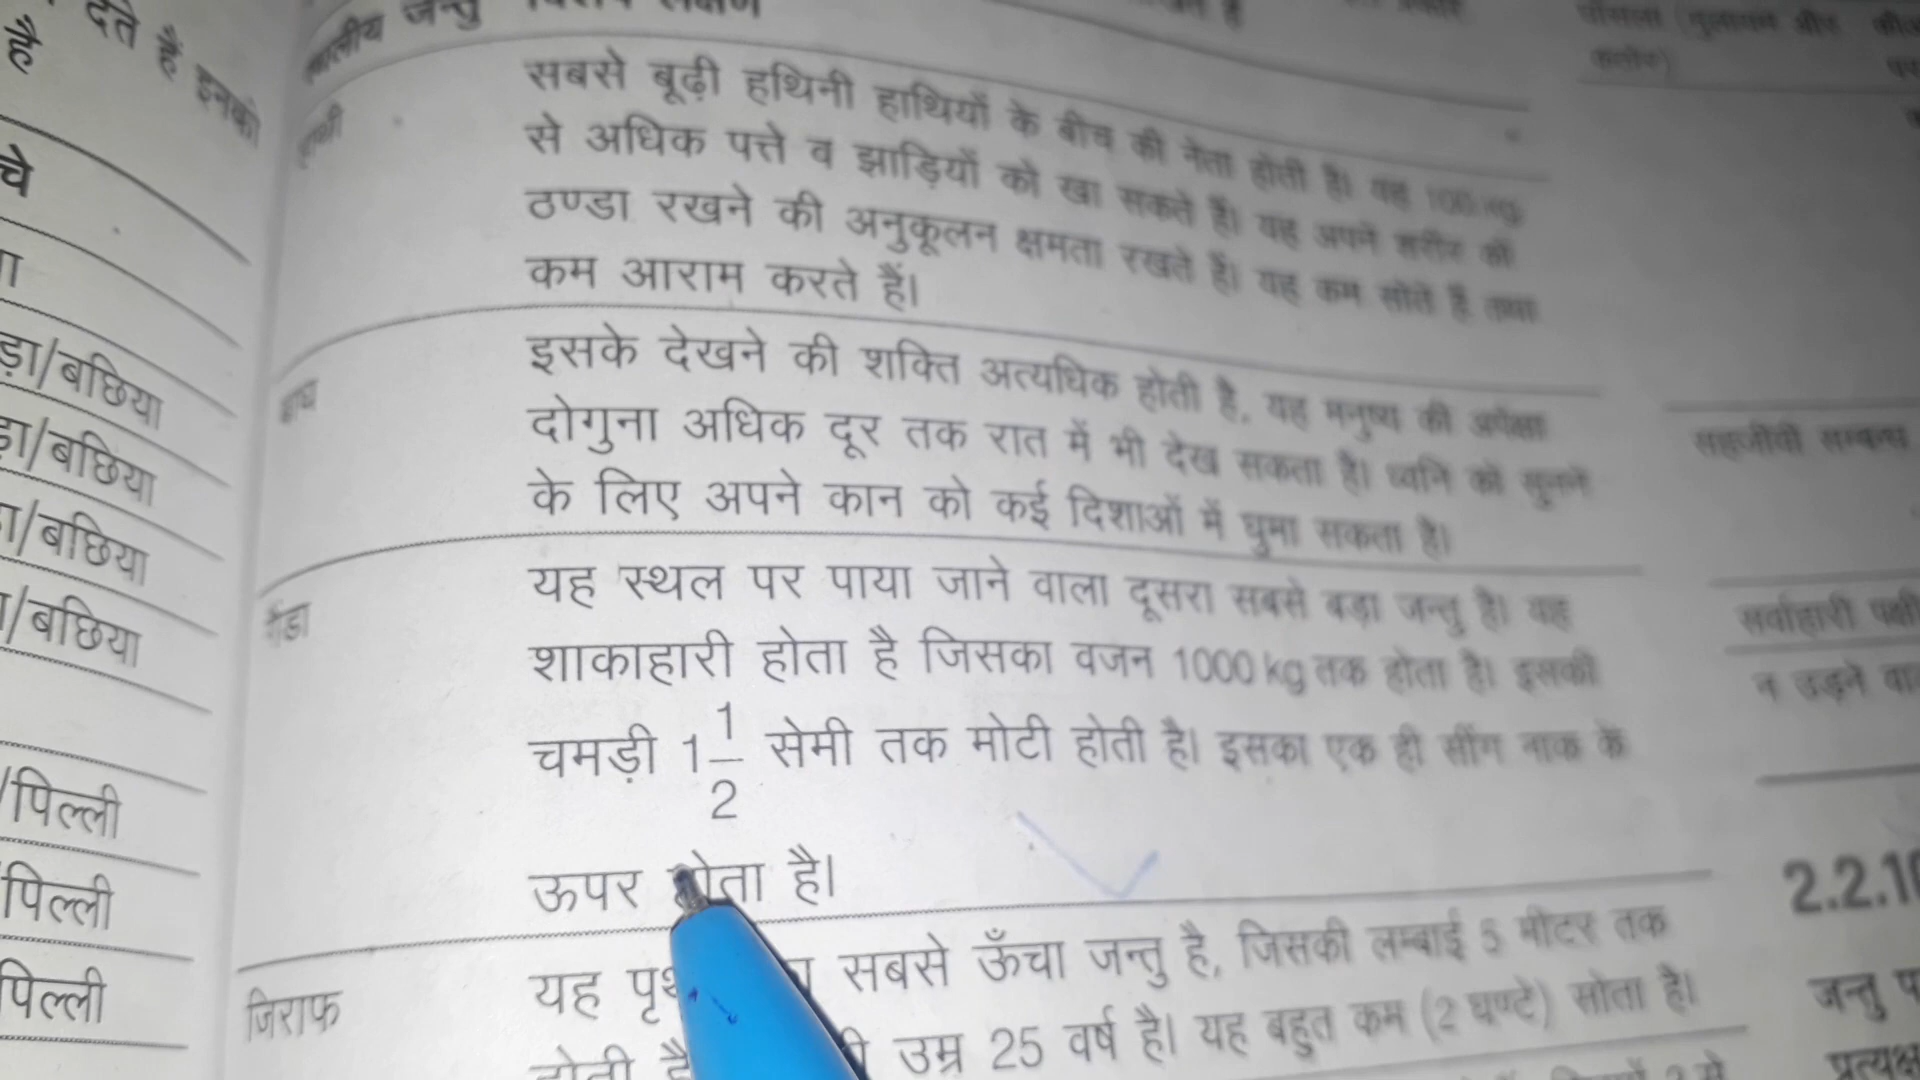 देते हैं इनको
है
चे
ड़ा/बछिया
ड़ा/बछिया
/बछिया
/बछिया
/पिल्ली
पिल्ली
पिल्ली
जन्तु
हाथी
सबसे बूढ़ी हथिनी हाथियों के बीच की नेता होती है। यह 100 kg
से अधिक पत्ते व झाड़ियों को खा सकते हैं। यह अपने शरीर को
ठण्डा रखने की अनुकूलन क्षमता रखते हैं। यह कम सोते हैं तथा
कम आराम करते हैं।
बाघ
इसके देखने की शक्ति अत्यधिक होती है, यह मनुष्य की अपेक्षा
दोगुना अधिक दूर तक रात में भी देख सकता है। ध्वनि को सुनने
के लिए अपने कान को कई दिशाओं में घुमा सकता है।
गैंडा
यह स्थल पर पाया जाने वाला दूसरा सबसे बड़ा जन्तु है। यह
शाकाहारी होता है जिसका वजन 1000 kg तक होता है। इसकी
चमड़ी 1 1/2 सेमी तक मोटी होती है। इसका एक ही सींग नाक के
ऊपर होता है।
जिराफ
यह सबसे ऊँचा जन्तु है, जिसकी लम्बाई 5 मीटर तक
होती है उम्र 25 वर्ष है। यह बहुत कम (2 घण्टे) सोता है।
सहजीवी सम्बन्ध
सर्वाहारी पक्षी
न उड़ने
2.2.1
जन्तु